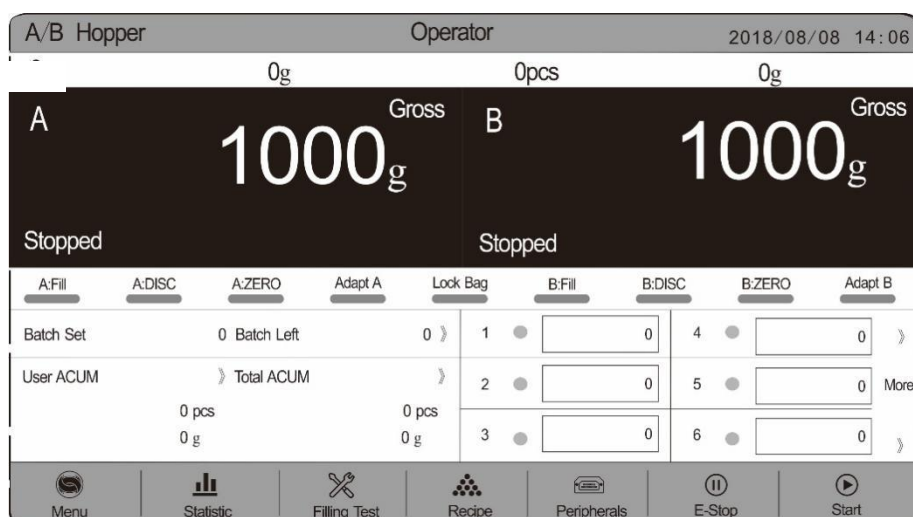 A/B Hopper Operator 2018/08/08 14:06
0g 0pcs 0g
A Gross B Gross
1000g 1000g
Stopped Stopped
A:Fill A:DISC A:ZERO Adapt A Lock Bag B:Fill B:DISC B:ZERO Adapt B
Batch Set 0 Batch Left 0 》 1 0 4 0 》
User ACUM 》 Total ACUM 》 2 0 5 0 More
0 pcs 0 pcs
0 g 0 g 3 0 6 0 》
Menu Statistic Filling Test Recipe Peripherals E-Stop Start